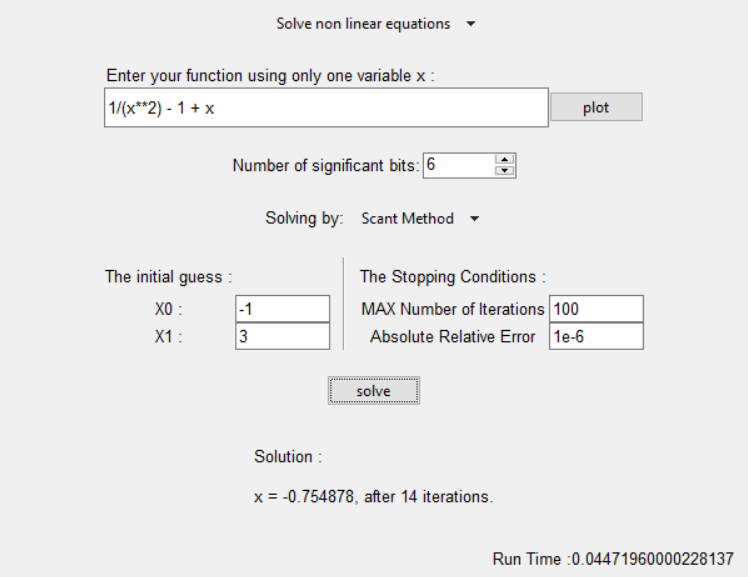 Solve non linear equations
Enter your function using only one variable x :
1/(x**2) - 1 + x plot
Number of significant bits: 6
Solving by: Scant Method
The initial guess : The Stopping Conditions :
X0 : -1 MAX Number of Iterations 100
X1 : 3 Absolute Relative Error 1e-6
solve
Solution :
x = -0.754878, after 14 iterations.
Run Time :0.04471960000228137